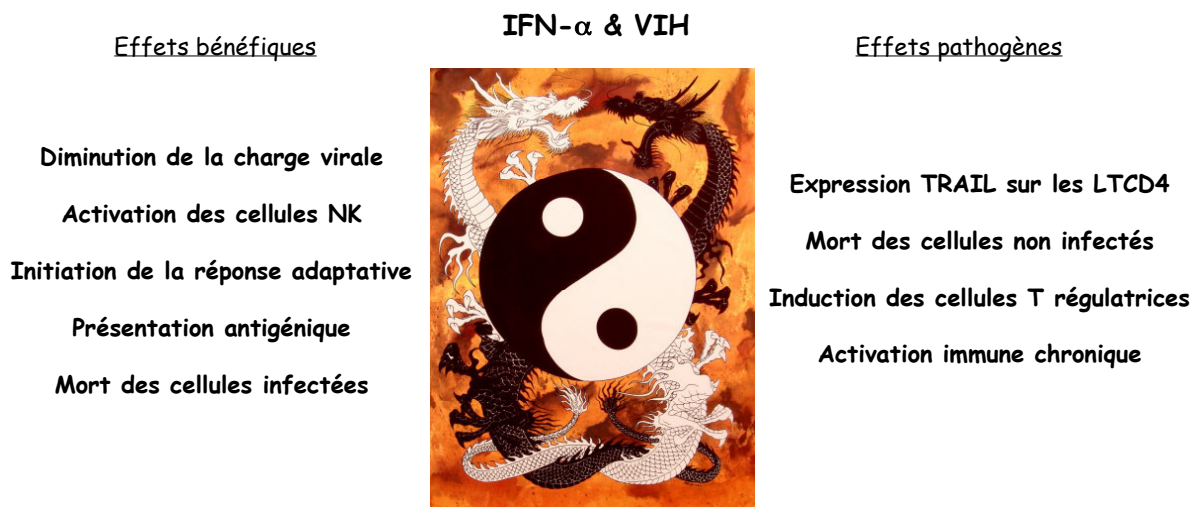 IFN-α & VIH
Effets bénéfiques
Diminution de la charge virale
Activation des cellules NK
Initiation de la réponse adaptative
Présentation antigénique
Mort des cellules infectées
Effets pathogènes
Expression TRAIL sur les LTCD4
Mort des cellules non infectés
Induction des cellules T régulatrices
Activation immune chronique